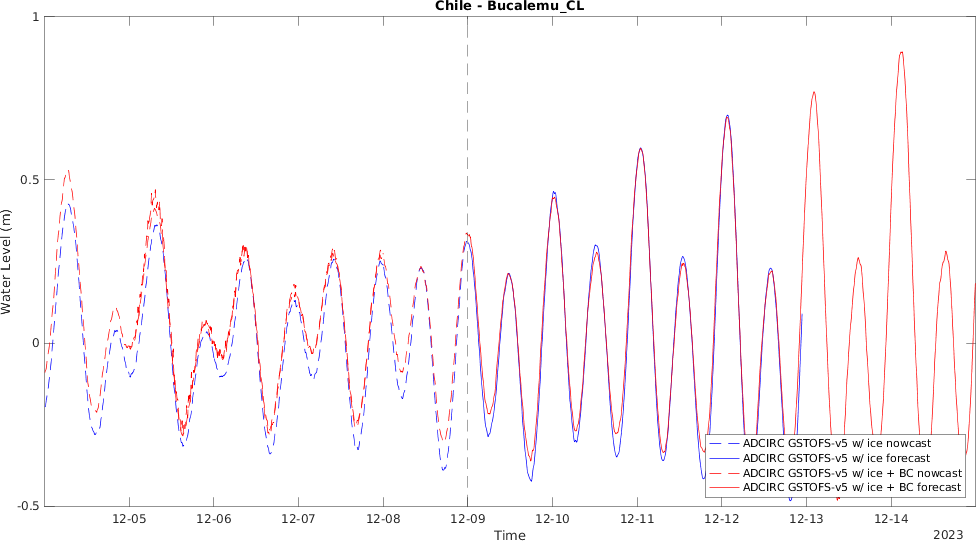 Chile - Bucalemu_CL
Water Level (m)
1
0.5
0
-0.5
ADCIRC GSTOFS-v5 w/ ice nowcast
ADCIRC GSTOFS-v5 w/ ice forecast
ADCIRC GSTOFS-v5 w/ ice + BC nowcast
ADCIRC GSTOFS-v5 w/ ice + BC forecast
12-05 12-06 12-07 12-08 12-09 12-10 12-11 12-12 12-13 12-14
Time
2023